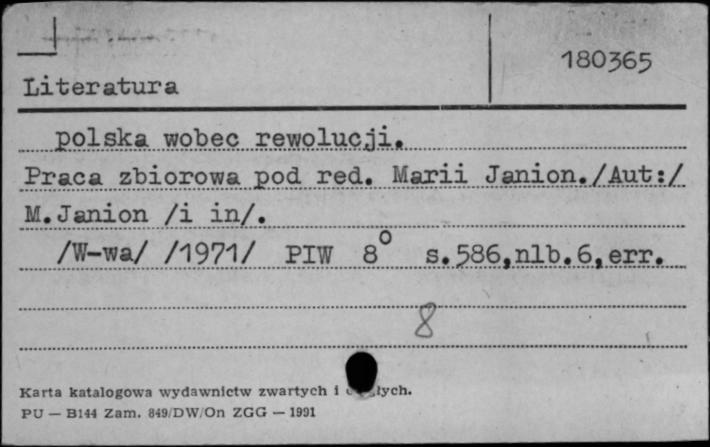 180365
Literatura
polska wobec rewolucji.
Praca zbiorowa pod red. Marii Janion./Aut:/
M.Janion /i in/.
/W-wa/ /1971/ PIW 8° s.586,nlb.6,err.
8
Karta katalogowa wydawnictw zwartych i
PU — B144 Zam. 849/DW/On ZGG — 1991